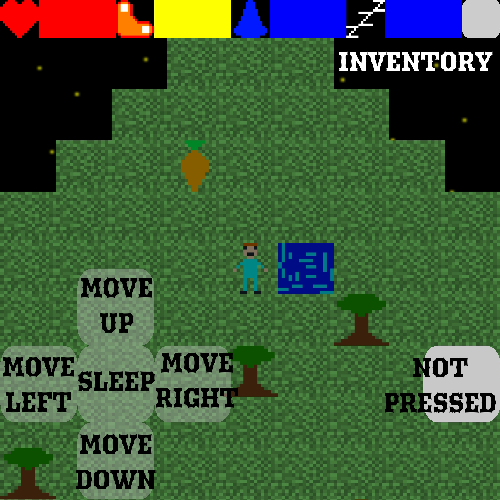 INVENTORY
MOVE
UP
MOVE
LEFT
SLEEP
MOVE
RIGHT
NOT
PRESSED
MOVE
DOWN